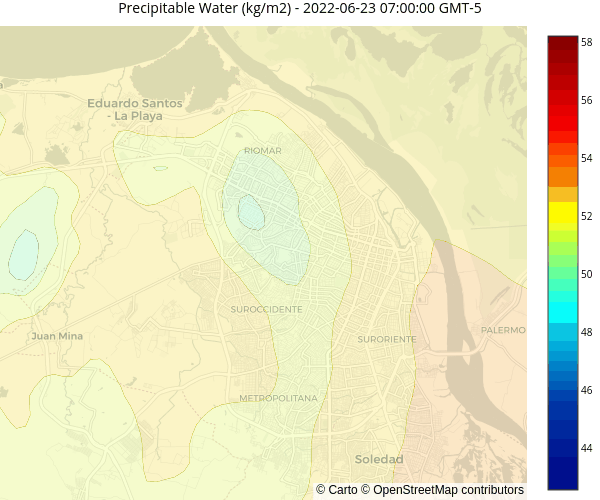 Precipitable Water (kg/m2) - 2022-06-23 07:00:00 GMT-5
58
56
54
52
50
48
46
44
Eduardo Santos
- La Playa
RIOMAR
SUROCCIDENTE
Juan Mina
SURORIENTE
PALERMO
METROPOLITANA
Soledad
© Carto © OpenStreetMap contributors